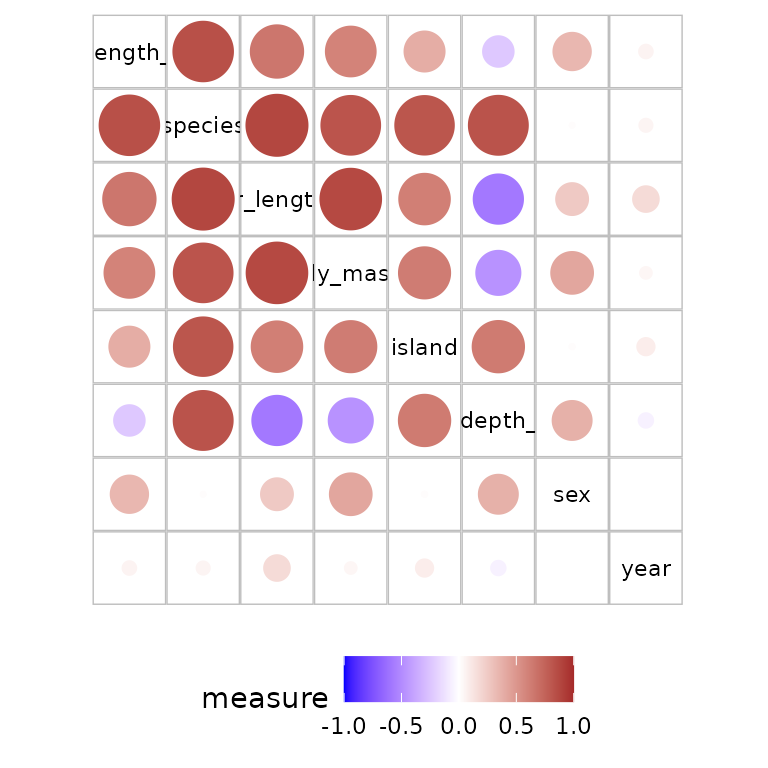 ength_
species
r_lengt
ly_mas
island
depth_
sex
year
measure
-1.0 -0.5 0.0 0.5 1.0